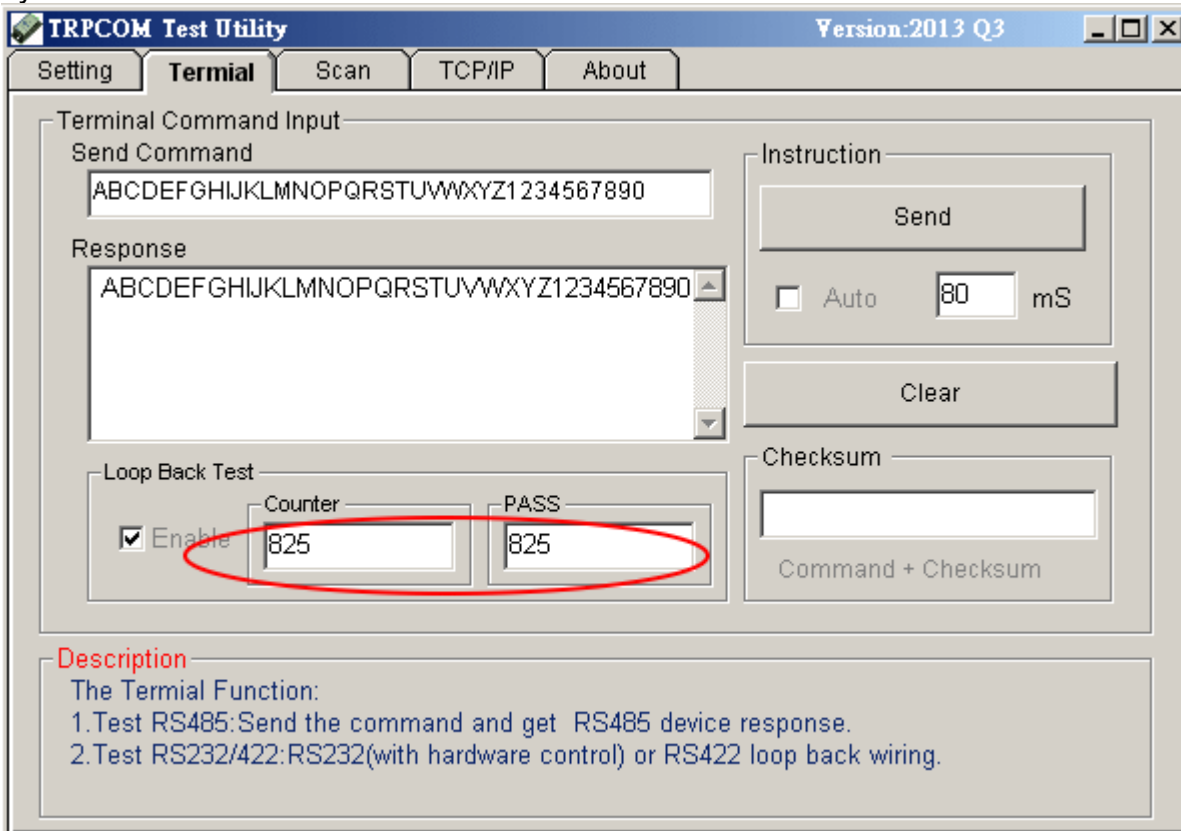 TRPCOM Test Utility Version:2013 Q3
Setting Termial Scan TCP/IP About
Terminal Command Input
Send Command
ABCDEFGHIJKLMNOPQRSTUVWXYZ1234567890
Response
ABCDEFGHIJKLMNOPQRSTUVWXYZ1234567890
Instruction
Send
Auto 80 mS
Clear
Loop Back Test
Enable
Counter
825
PASS
825
Checksum
Command + Checksum
Description
The Termial Function:
1.Test RS485:Send the command and get RS485 device response.
2.Test RS232/422:RS232(with hardware control) or RS422 loop back wiring.